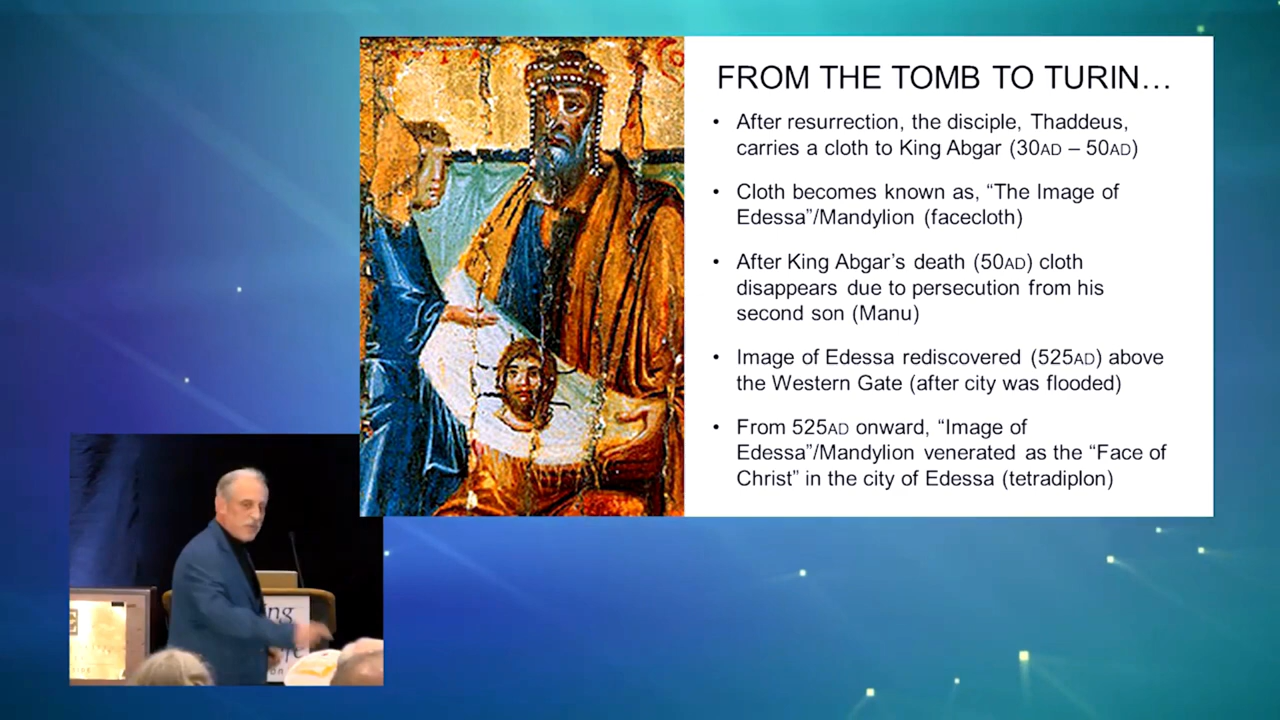 FROM THE TOMB TO TURIN…
• After resurrection, the disciple, Thaddeus,
carries a cloth to King Abgar (30AD – 50AD)
• Cloth becomes known as, “The Image of
Edessa”/Mandylion (facecloth)
• After King Abgar’s death (50AD) cloth
disappears due to persecution from his
second son (Manu)
• Image of Edessa rediscovered (525AD) above
the Western Gate (after city was flooded)
• From 525AD onward, “Image of
Edessa”/Mandylion venerated as the “Face of
Christ” in the city of Edessa (tetradiplon)